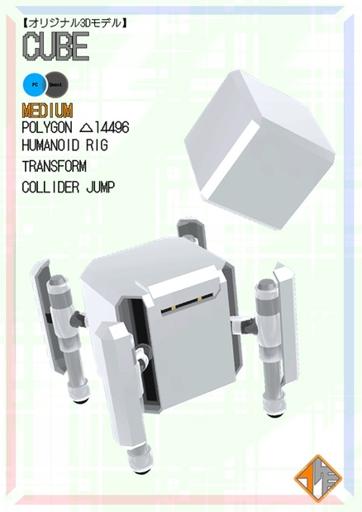 【オリジナル3Dモデル】
CUBE
PC Quest
MEDIUM
POLYGON △14496
HUMANOID RIG
TRANSFORM
COLLIDER JUMP